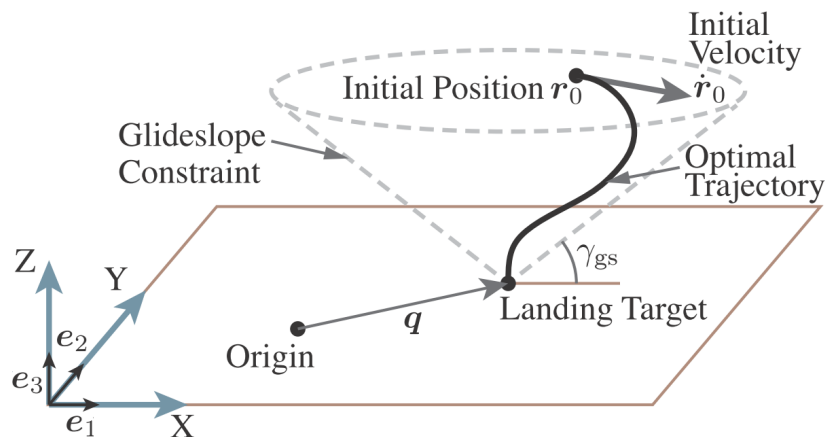 Initial
Velocity
Initial Position r₀
ṙ₀
Glideslope
Constraint
Optimal
Trajectory
Z
Y
γgs
q
Landing Target
e₂
Origin
e₃
e₁
X